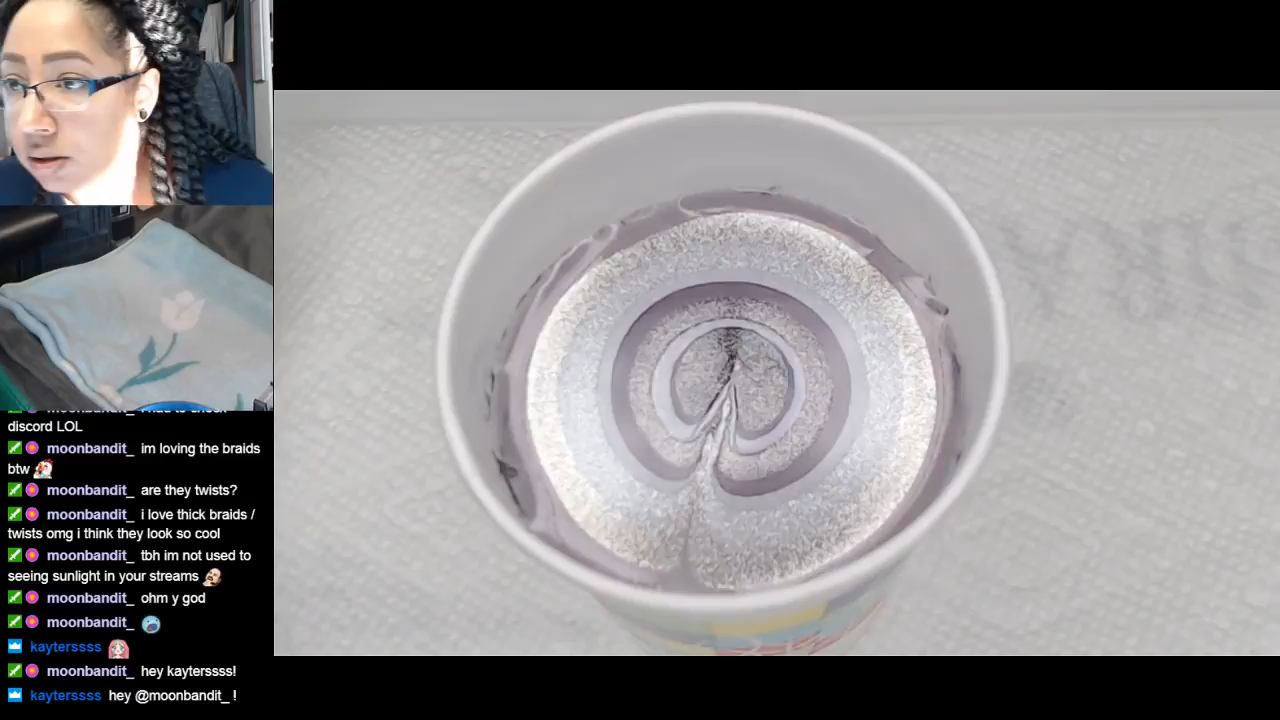 discord LOL
moonbandit_ im loving the braids
btw
moonbandit_ are they twists?
moonbandit_ i love thick braids /
twists omg i think they look so cool
moonbandit_ tbh im not used to
seeing sunlight in your streams
moonbandit_ ohm y god
moonbandit_
kayterssss
moonbandit_ hey kayterssss!
kayterssss hey @moonbandit_ !